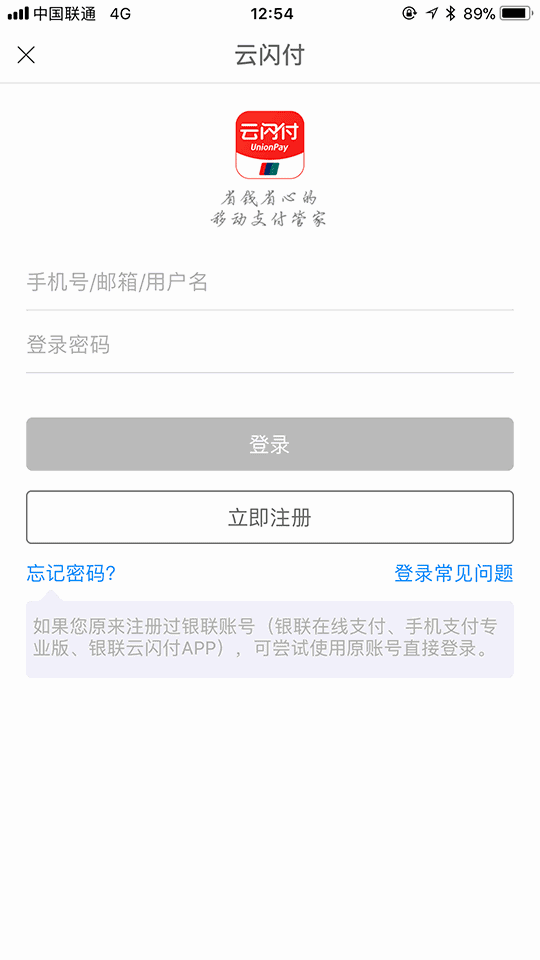 中国联通 4G 12:54 89%
云闪付
云闪付
UnionPay
省钱省心的
移动支付管家
手机号/邮箱/用户名
登录密码
登录
立即注册
忘记密码? 登录常见问题
如果您原来注册过银联账号（银联在线支付、手机支付专
业版、银联云闪付APP），可尝试使用原账号直接登录。